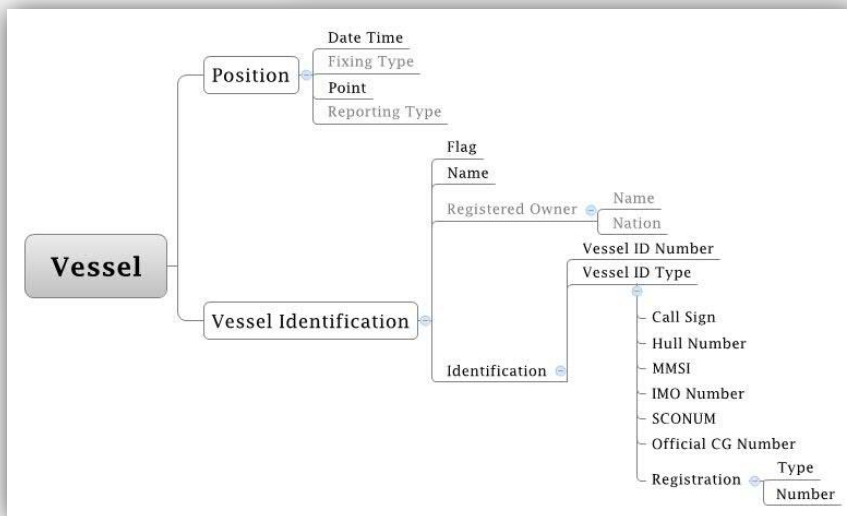 Date Time
Fixing Type
Position
Point
Reporting Type
Flag
Name
Registered Owner
Name
Nation
Vessel
Vessel ID Number
Vessel ID Type
Vessel Identification
Identification
Call Sign
Hull Number
MMSI
IMO Number
SCONUM
Official CG Number
Registration
Type
Number